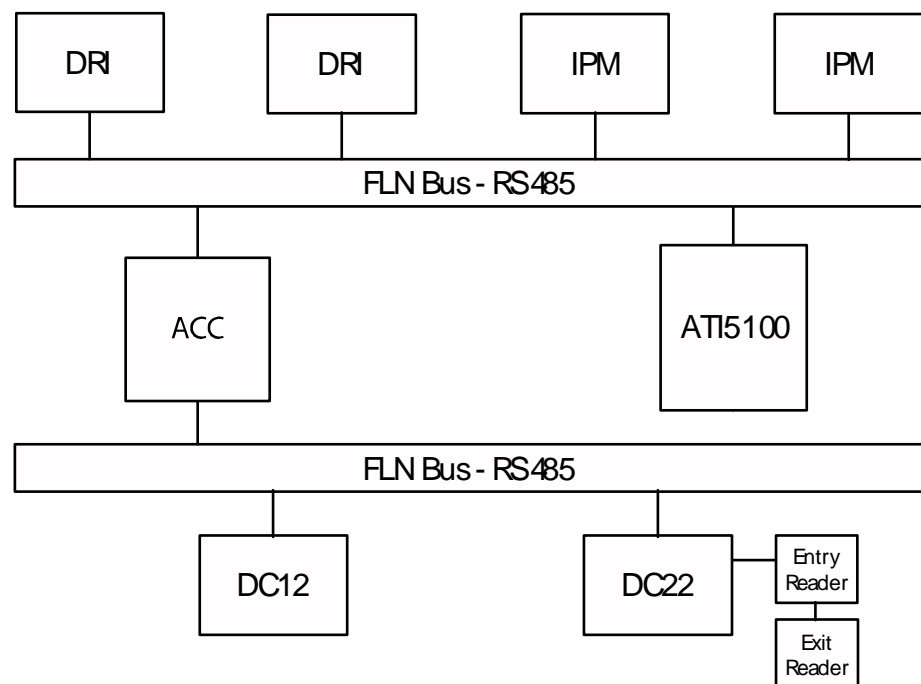 DRI
DRI
IPM
IPM
FLN Bus - RS485
ACC
ATI5100
FLN Bus - RS485
DC12
DC22
Entry
Reader
Exit
Reader